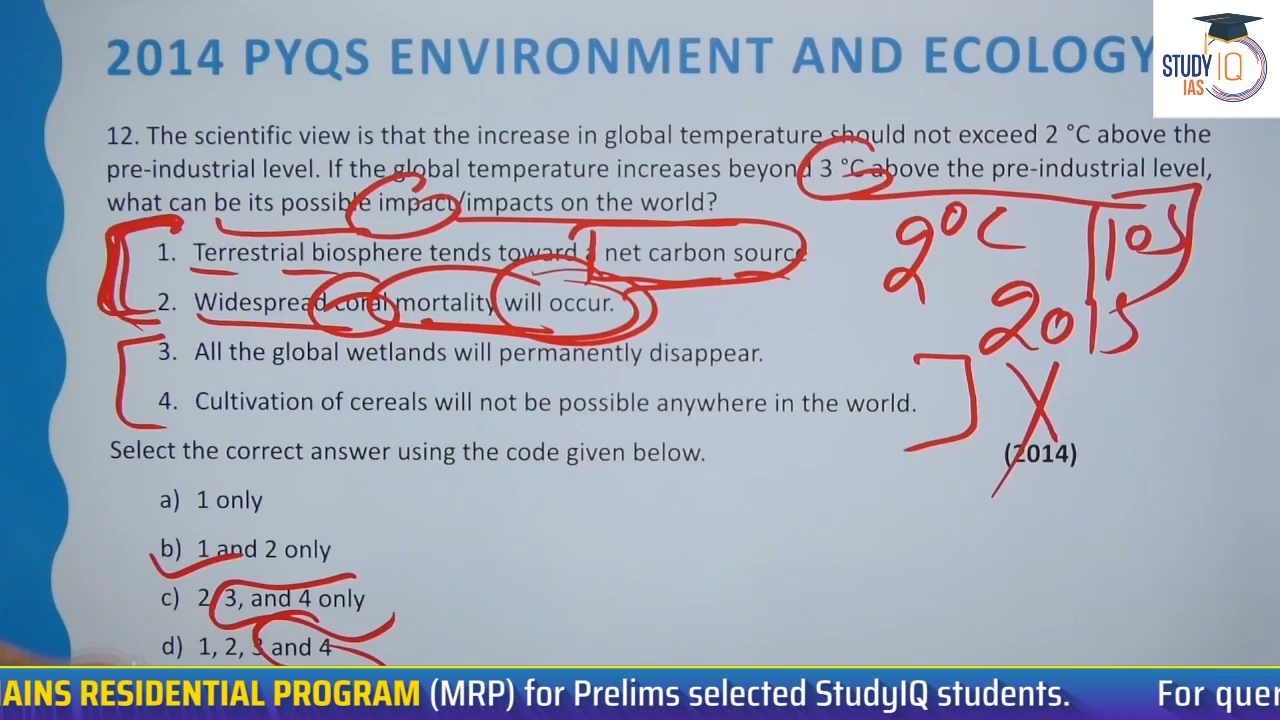 2014 PYQS ENVIRONMENT AND ECOLOGY
STUDY IQ
IAS
12. The scientific view is that the increase in global temperature should not exceed 2 °C above the
pre-industrial level. If the global temperature increases beyond 3 °C above the pre-industrial level,
what can be its possible impact/impacts on the world?
1. Terrestrial biosphere tends toward a net carbon source
2. Widespread coral mortality will occur.
3. All the global wetlands will permanently disappear.
4. Cultivation of cereals will not be possible anywhere in the world.
2°C
2015
Select the correct answer using the code given below.
(2014)
a) 1 only
b) 1 and 2 only
c) 2, 3, and 4 only
d) 1, 2, 3 and 4
MAINS RESIDENTIAL PROGRAM (MRP) for Prelims selected StudyIQ students. For quer